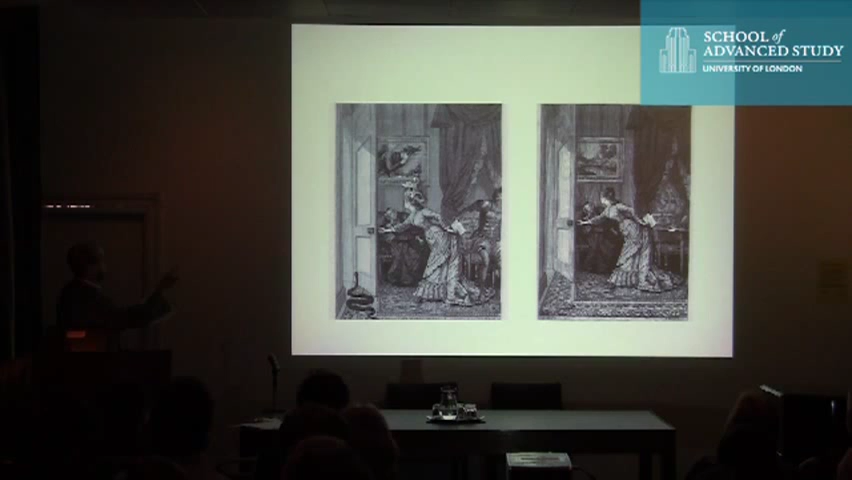 SCHOOL of
ADVANCED STUDY
UNIVERSITY OF LONDON